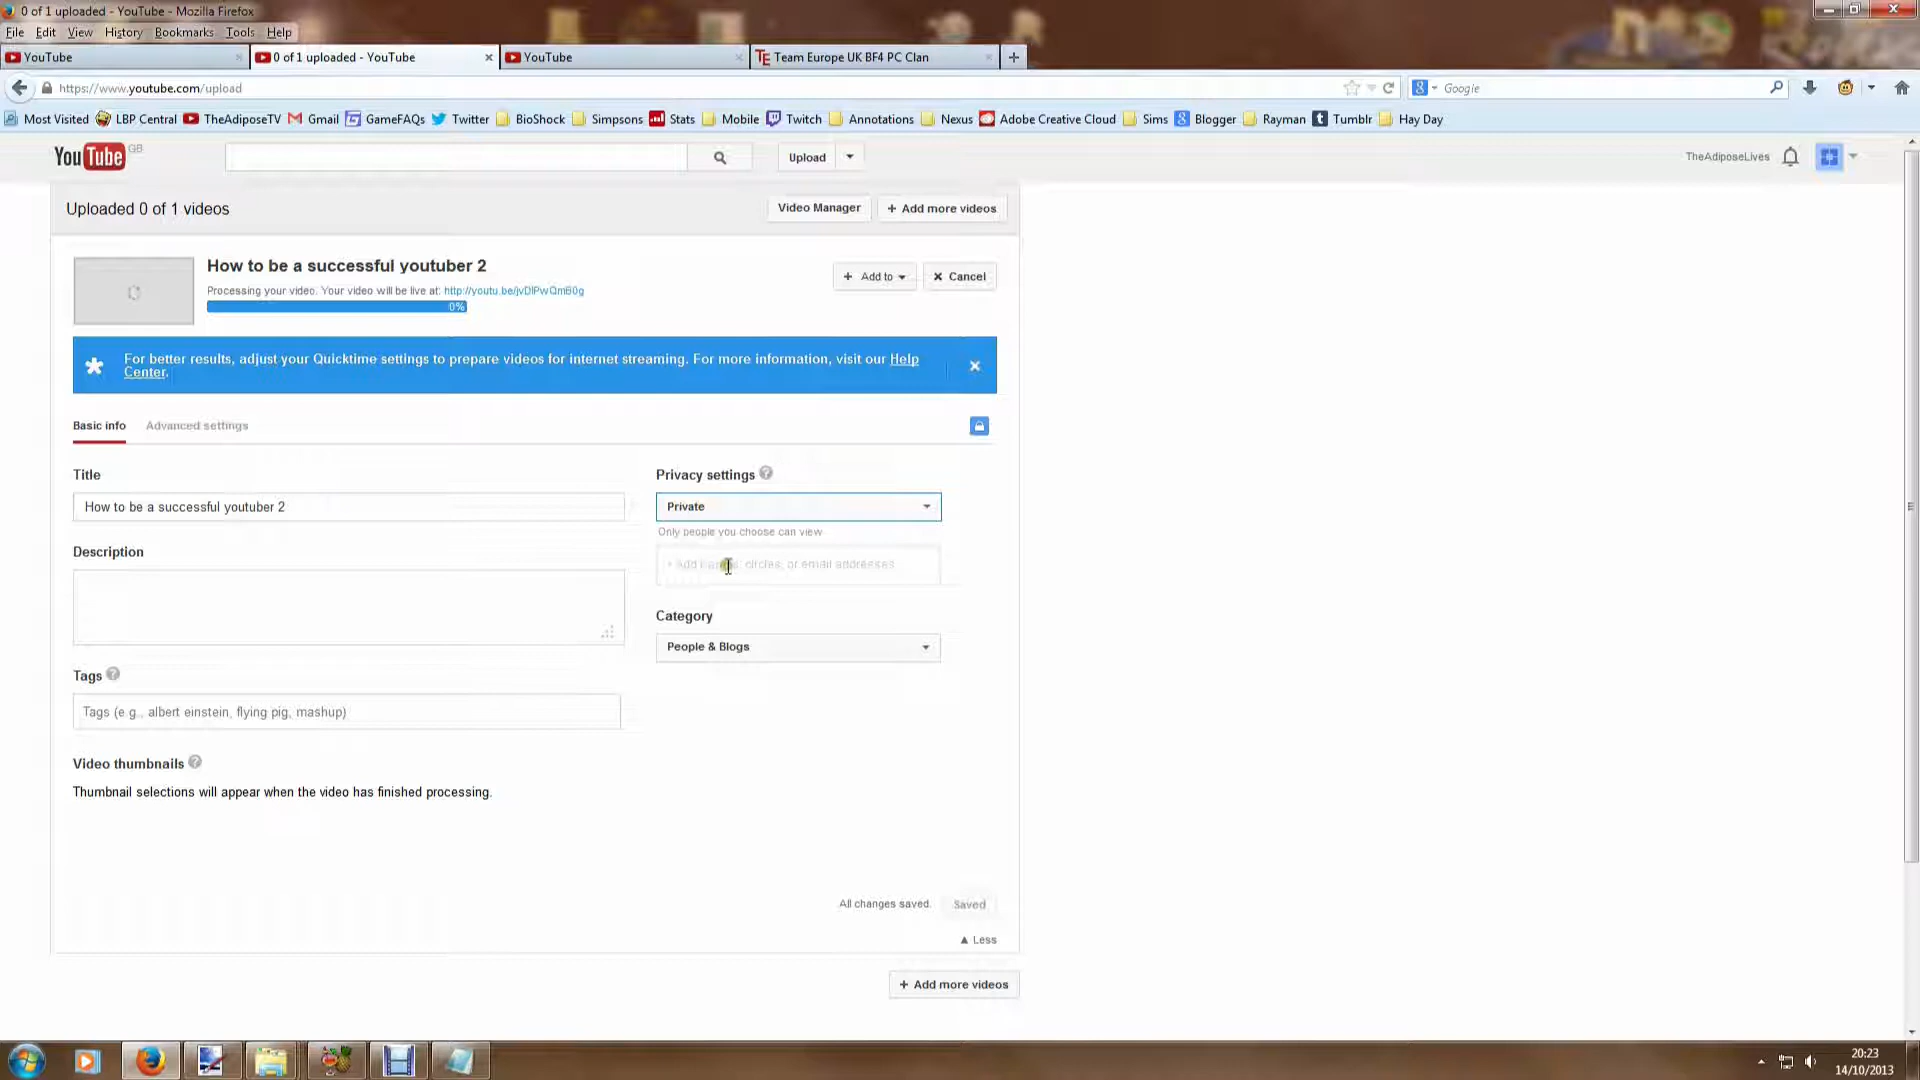 0 of 1 uploaded - YouTube - Mozilla Firefox
File Edit View History Bookmarks Tools Help
YouTube
0 of 1 uploaded - YouTube
YouTube
TE Team Europe UK BF4 PC Clan
https://www.youtube.com/upload
Google
Most Visited LBP Central TheAdiposeTV Gmail GameFAQs Twitter BioShock Simpsons Stats Mobile Twitch Annotations Nexus Adobe Creative Cloud Sims Blogger Rayman Tumblr Hay Day
YouTube GB
Upload
TheAdiposeLives
Uploaded 0 of 1 videos
Video Manager
+ Add more videos
How to be a successful youtuber 2
Processing your video. Your video will be live at: http://youtu.be/jvDlPwQmB0g
0%
+ Add to
Cancel
For better results, adjust your Quicktime settings to prepare videos for internet streaming. For more information, visit our Help
Center.
Basic info
Advanced settings
Title
How to be a successful youtuber 2
Privacy settings
Private
Only people you choose can view
+ Add names, circles, or email addresses
Description
Category
People & Blogs
Tags
Tags (e.g., albert einstein, flying pig, mashup)
Video thumbnails
Thumbnail selections will appear when the video has finished processing.
All changes saved.
Saved
Less
+ Add more videos
20:23
14/10/2013